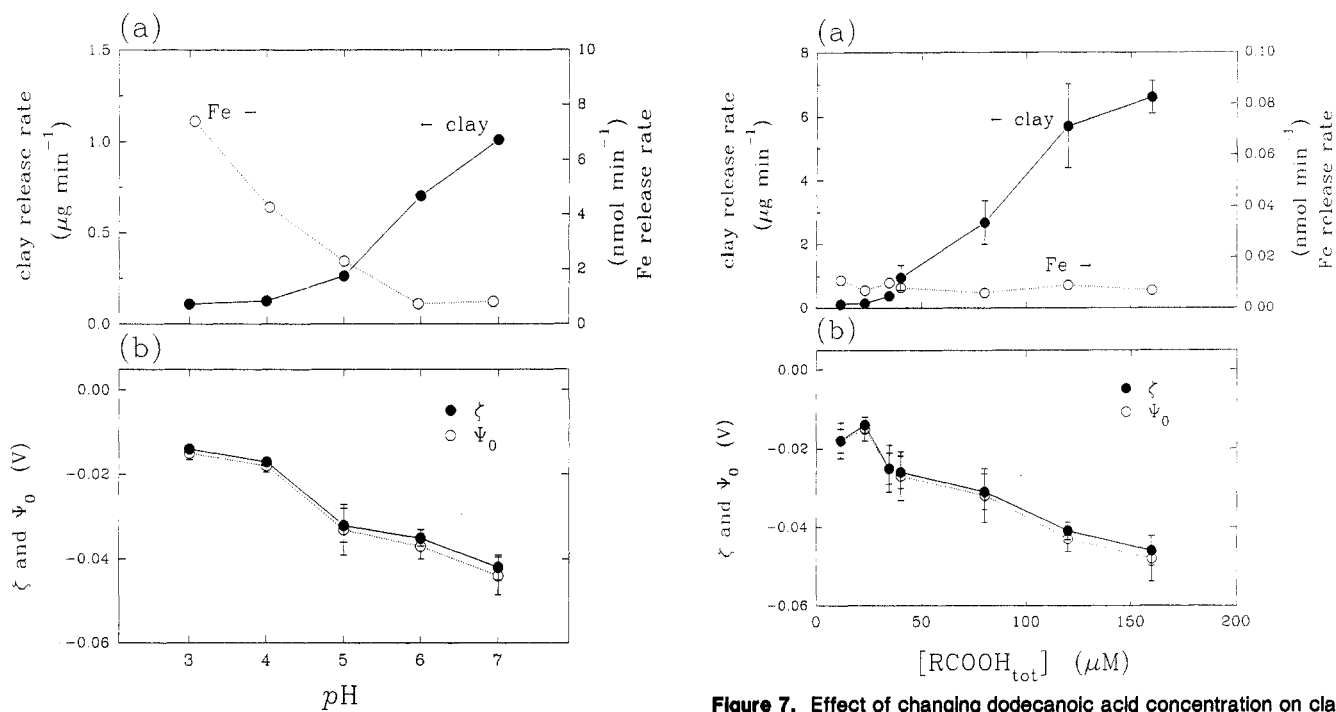 (a)
1.5
1.0
0.5
0.0
clay release rate
(μg min⁻¹)
10
8
6
4
2
0
(nmol min⁻¹)
Fe release rate
Fe →
← clay
(b)
0.00
−0.02
−0.04
−0.06
ζ and Ψ₀ (V)
ζ
Ψ₀
3 4 5 6 7
pH
(a)
8
6
4
2
0
clay release rate
(μg min⁻¹)
0.10
0.08
0.06
0.04
0.02
0.00
(nmol min⁻¹)
Fe release rate
← clay
Fe →
(b)
0.00
−0.02
−0.04
−0.06
ζ and Ψ₀ (V)
ζ
Ψ₀
0 50 100 150 200
[RCOOH_tot] (μM)
Figure 7. Effect of changing dodecanoic acid concentration on cla